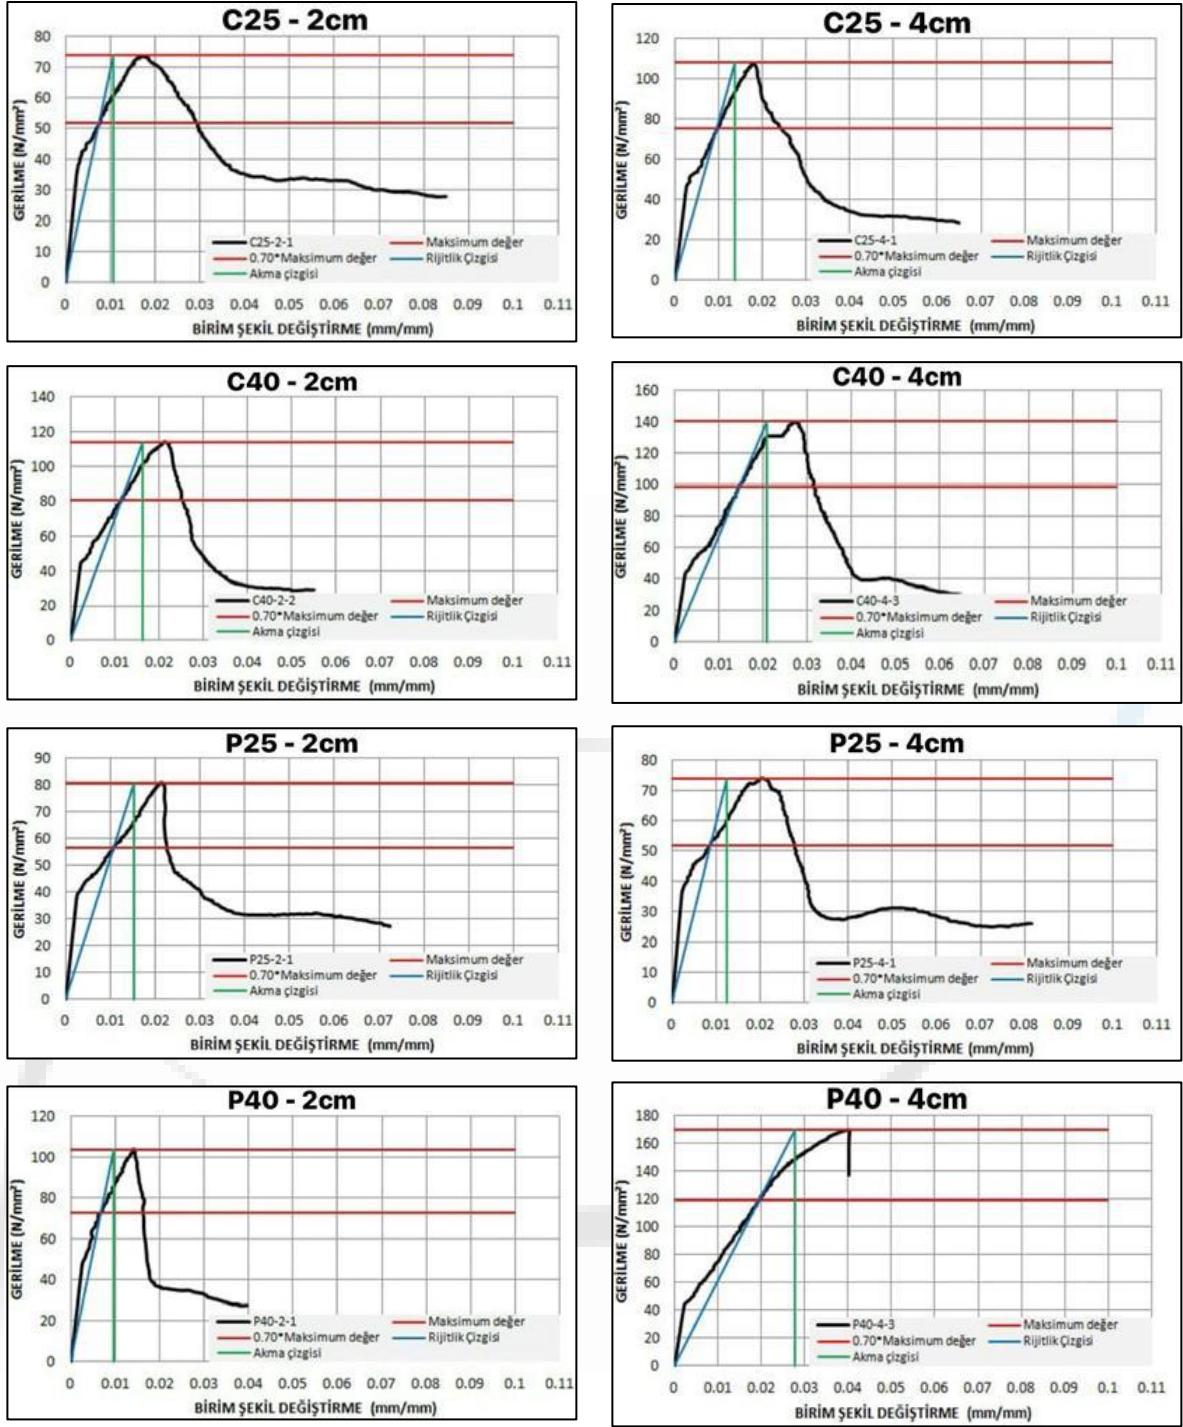 C25 - 2cm
GERİLME (N/mm²)
80
70
60
50
40
30
20
10
0
C25-2-1 Maksimum değer
0.70*Maksimum değer Rijitlik Çizgisi
Akma çizgisi
0 0.01 0.02 0.03 0.04 0.05 0.06 0.07 0.08 0.09 0.1 0.11
BİRİM ŞEKİL DEĞİŞTİRME (mm/mm)
C25 - 4cm
GERİLME (N/mm²)
120
100
80
60
40
20
0
C25-4-1 Maksimum değer
0.70*Maksimum değer Rijitlik Çizgisi
Akma çizgisi
0 0.01 0.02 0.03 0.04 0.05 0.06 0.07 0.08 0.09 0.1 0.11
BİRİM ŞEKİL DEĞİŞTİRME (mm/mm)
C40 - 2cm
GERİLME (N/mm²)
140
120
100
80
60
40
20
0
C40-2-2 Maksimum değer
0.70*Maksimum değer Rijitlik Çizgisi
Akma çizgisi
0 0.01 0.02 0.03 0.04 0.05 0.06 0.07 0.08 0.09 0.1 0.11
BİRİM ŞEKİL DEĞİŞTİRME (mm/mm)
C40 - 4cm
GERİLME (N/mm²)
160
140
120
100
80
60
40
20
0
C40-4-3 Maksimum değer
0.70*Maksimum değer Rijitlik Çizgisi
Akma çizgisi
0 0.01 0.02 0.03 0.04 0.05 0.06 0.07 0.08 0.09 0.1 0.11
BİRİM ŞEKİL DEĞİŞTİRME (mm/mm)
P25 - 2cm
GERİLME (N/mm²)
90
80
70
60
50
40
30
20
10
0
P25-2-1 Maksimum değer
0.70*Maksimum değer Rijitlik Çizgisi
Akma çizgisi
0 0.01 0.02 0.03 0.04 0.05 0.06 0.07 0.08 0.09 0.1 0.11
BİRİM ŞEKİL DEĞİŞTİRME (mm/mm)
P25 - 4cm
GERİLME (N/mm²)
80
70
60
50
40
30
20
10
0
P25-4-1 Maksimum değer
0.70*Maksimum değer Rijitlik Çizgisi
Akma çizgisi
0 0.01 0.02 0.03 0.04 0.05 0.06 0.07 0.08 0.09 0.1 0.11
BİRİM ŞEKİL DEĞİŞTİRME (mm/mm)
P40 - 2cm
GERİLME (N/mm²)
120
100
80
60
40
20
0
P40-2-1 Maksimum değer
0.70*Maksimum değer Rijitlik Çizgisi
Akma çizgisi
0 0.01 0.02 0.03 0.04 0.05 0.06 0.07 0.08 0.09 0.1 0.11
BİRİM ŞEKİL DEĞİŞTİRME (mm/mm)
P40 - 4cm
GERİLME (N/mm²)
180
160
140
120
100
80
60
40
20
0
P40-4-3 Maksimum değer
0.70*Maksimum değer Rijitlik Çizgisi
Akma çizgisi
0 0.01 0.02 0.03 0.04 0.05 0.06 0.07 0.08 0.09 0.1 0.11
BİRİM ŞEKİL DEĞİŞTİRME (mm/mm)